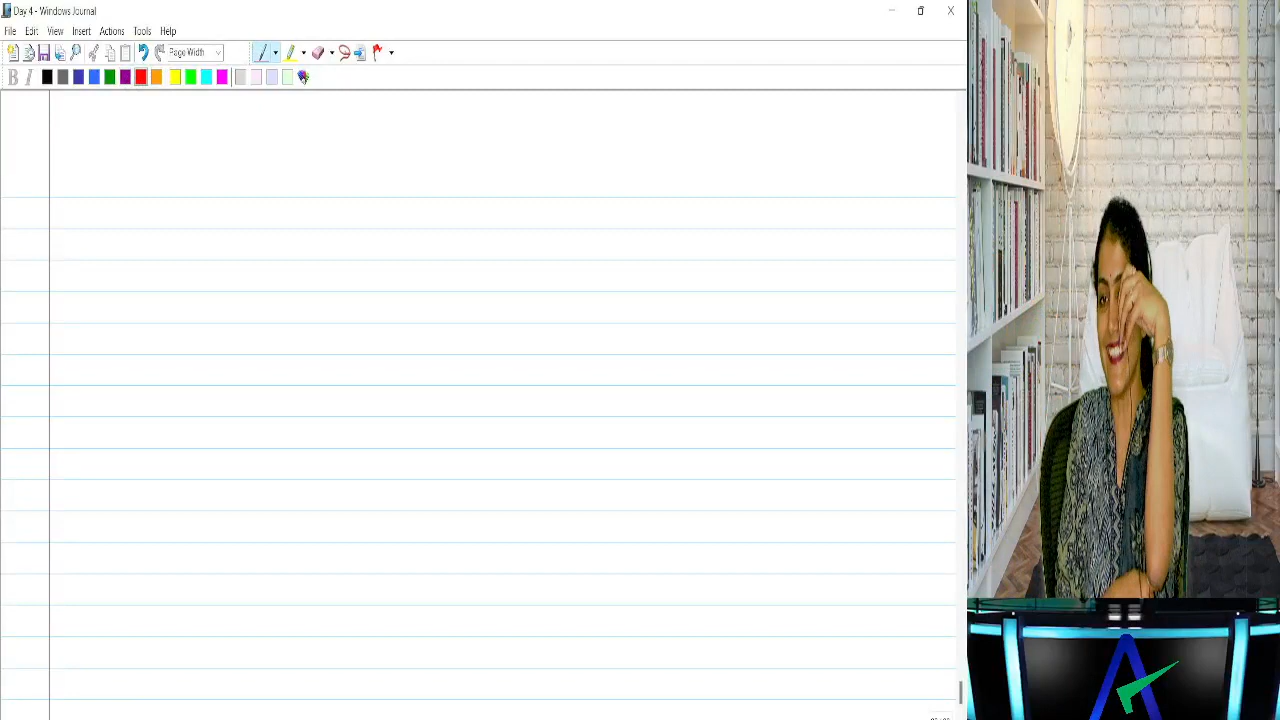 Day 4 - Windows Journal
File Edit View Insert Actions Tools Help
Page Width
B I